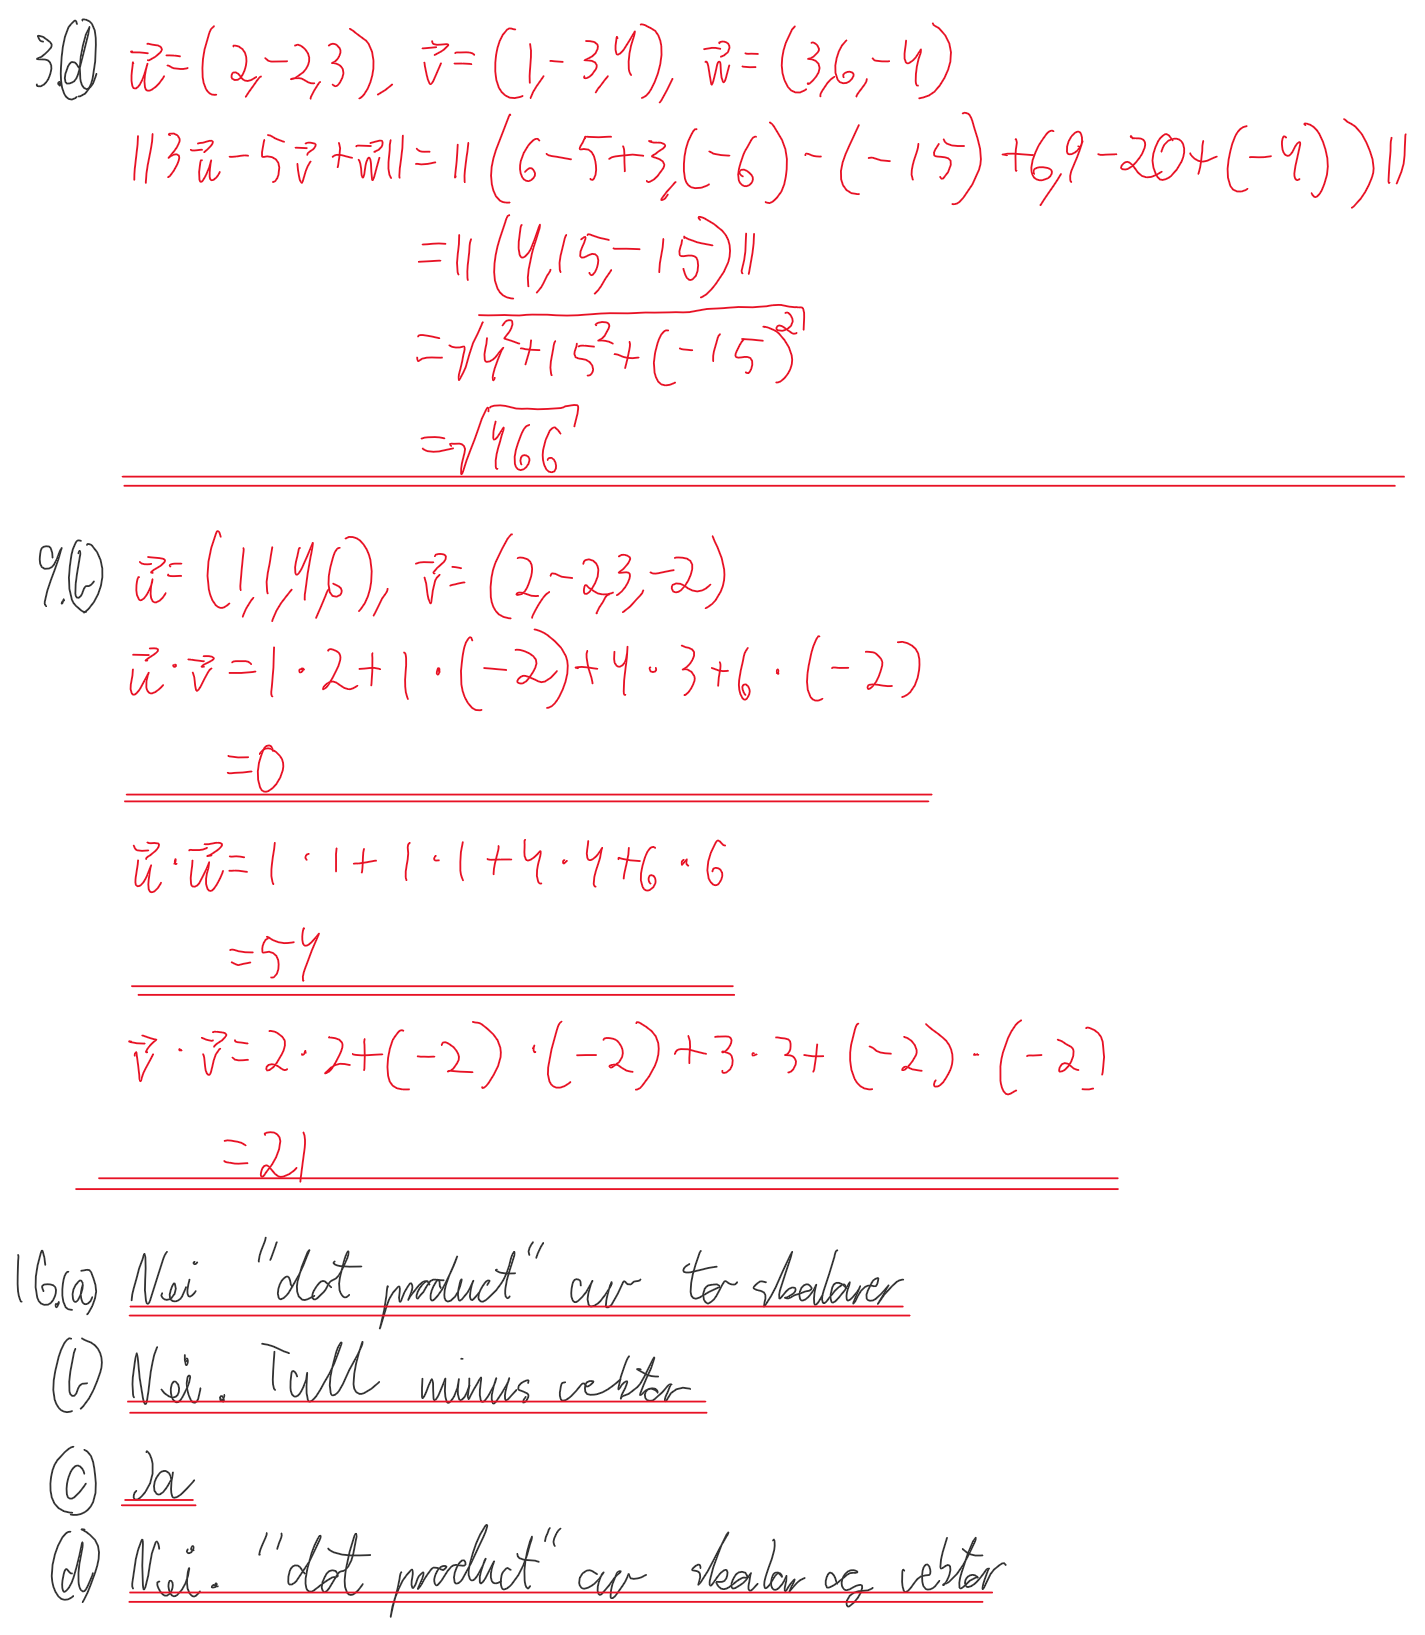 3.(d) u⃗=(2,-2,3), v⃗=(1,-3,4), w⃗=(3,6,-4)
||3u⃗-5v⃗+w⃗||=||(6-5+3,(-6)-(-15)+6,9-20+(-4))||
=||(4,15,-15)||
=√(4²+15²+(-15)²)
=√466
9.(b) u⃗=(1,1,4,6), v⃗=(2,-2,3,-2)
u⃗·v⃗=1·2+1·(-2)+4·3+6·(-2)
=0
u⃗·u⃗=1·1+1·1+4·4+6·6
=54
v⃗·v⃗=2·2+(-2)·(-2)+3·3+(-2)·(-2)
=21
16.(a) Nei "dot product" av to skalarer
(b) Nei. Tall minus vektor
(c) Ja
(d) Nei. "dot product" av skalar og vektor